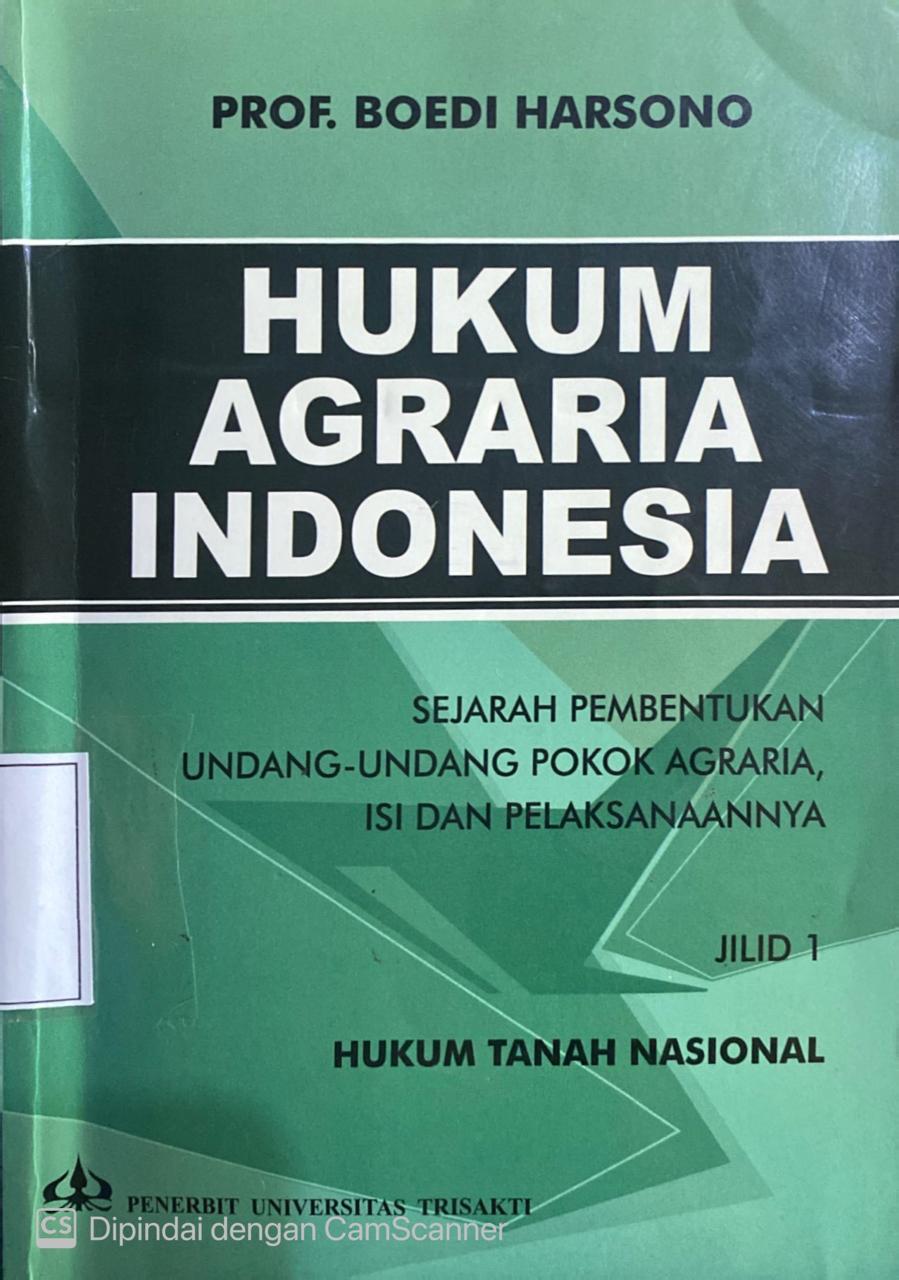 PROF. BOEDI HARSONO
HUKUM
AGRARIA
INDONESIA
SEJARAH PEMBENTUKAN
UNDANG-UNDANG POKOK AGRARIA,
ISI DAN PELAKSANAANNYA
JILID 1
HUKUM TANAH NASIONAL
PENERBIT UNIVERSITAS TRISAKTI
CS Dipindai dengan CamScanner